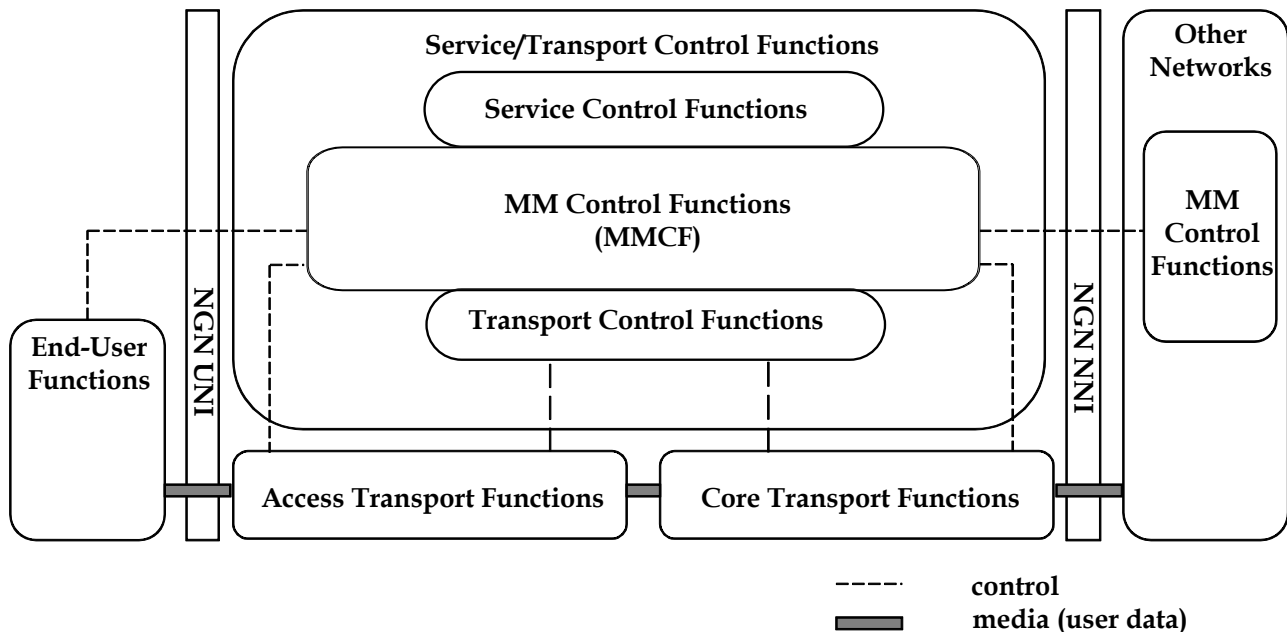 Service/Transport Control Functions
Service Control Functions
MM Control Functions
(MMCF)
Transport Control Functions
Other
Networks
MM
Control
Functions
End-User
Functions
NGN UNI
NGN NNI
Access Transport Functions
Core Transport Functions
control
media (user data)